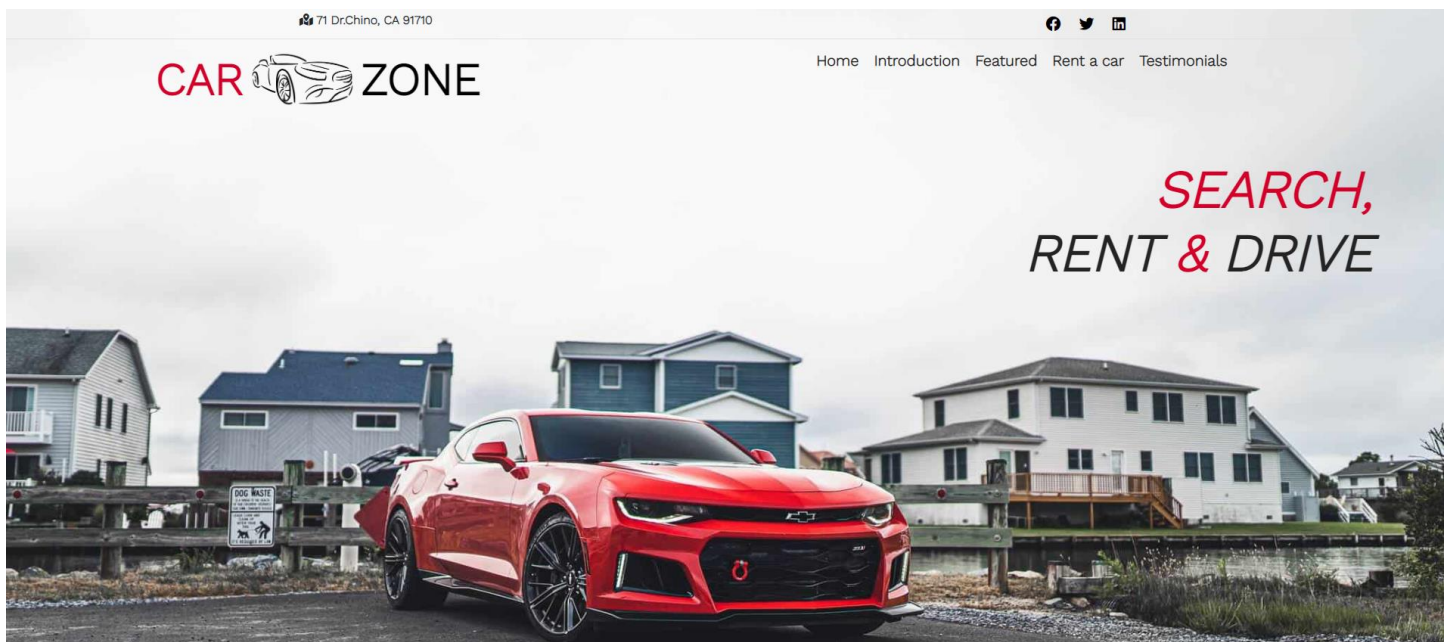 71 Dr.Chino, CA 91710
CAR ZONE
Home Introduction Featured Rent a car Testimonials
SEARCH,
RENT & DRIVE
DOG WASTE